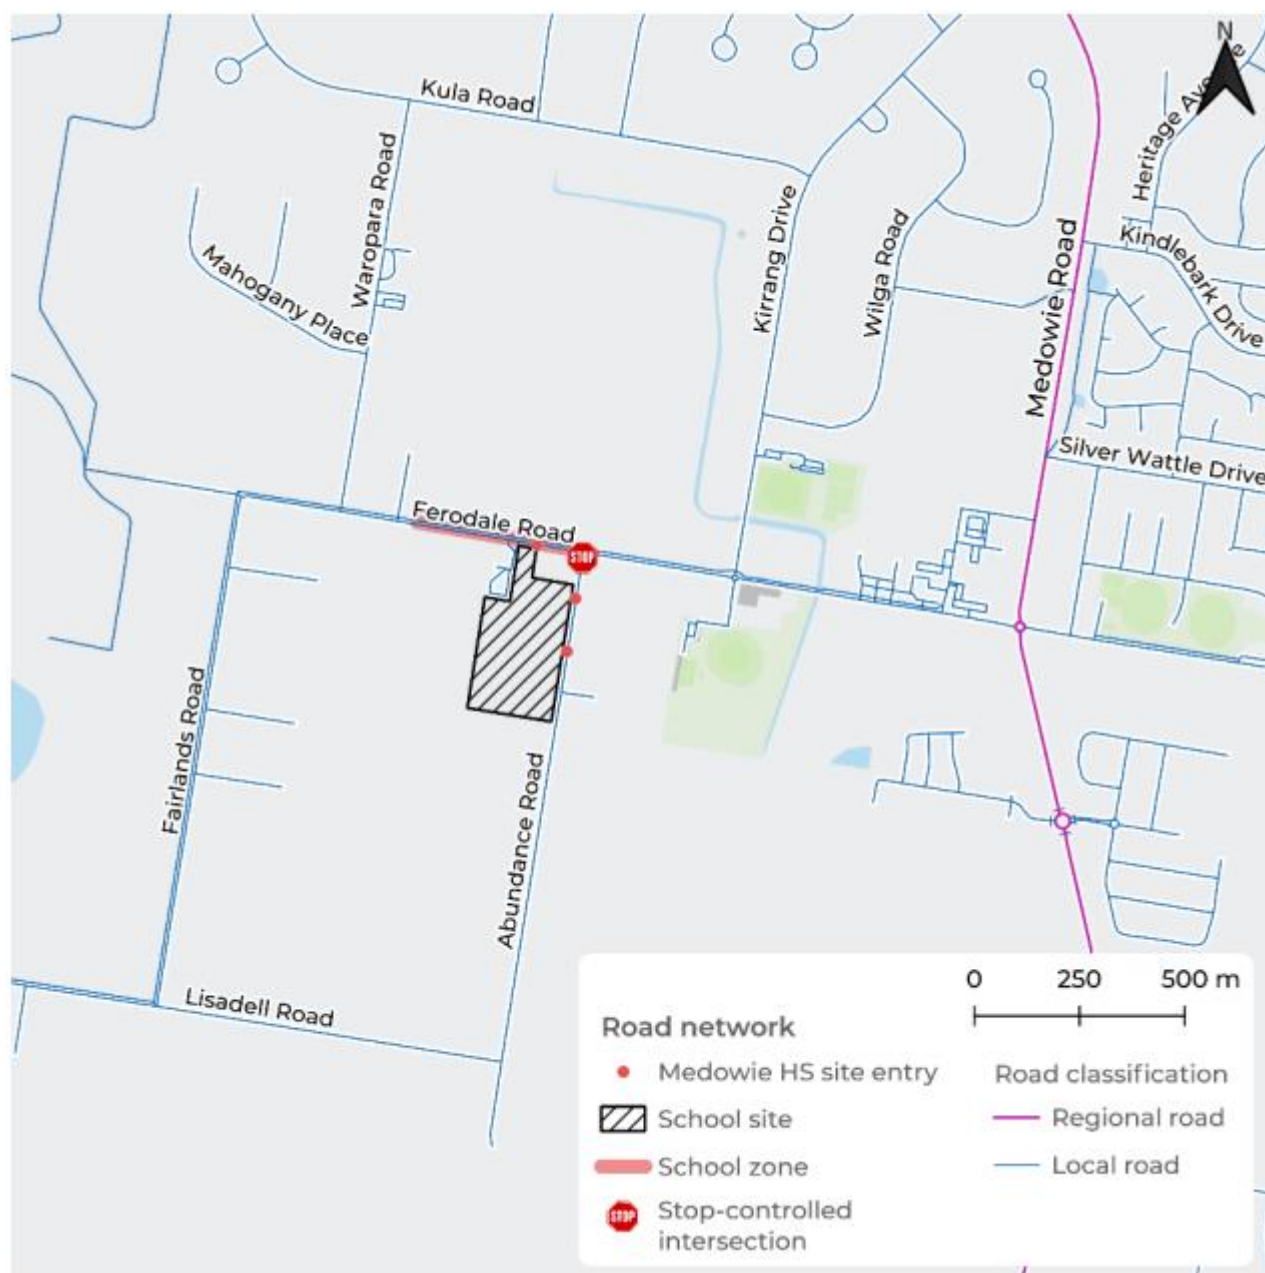 N
Kula Road
Heritage Avenue
Waropara Road
Kirrang Drive
Wilga Road
Medowie Road
Kindlebark Drive
Mahogany Place
Silver Wattle Drive
Ferodale Road
STOP
Fairlands Road
Abundance Road
Lisadell Road
0 250 500 m
Road network
Medowie HS site entry
School site
School zone
STOP
Stop-controlled
intersection
Road classification
Regional road
Local road